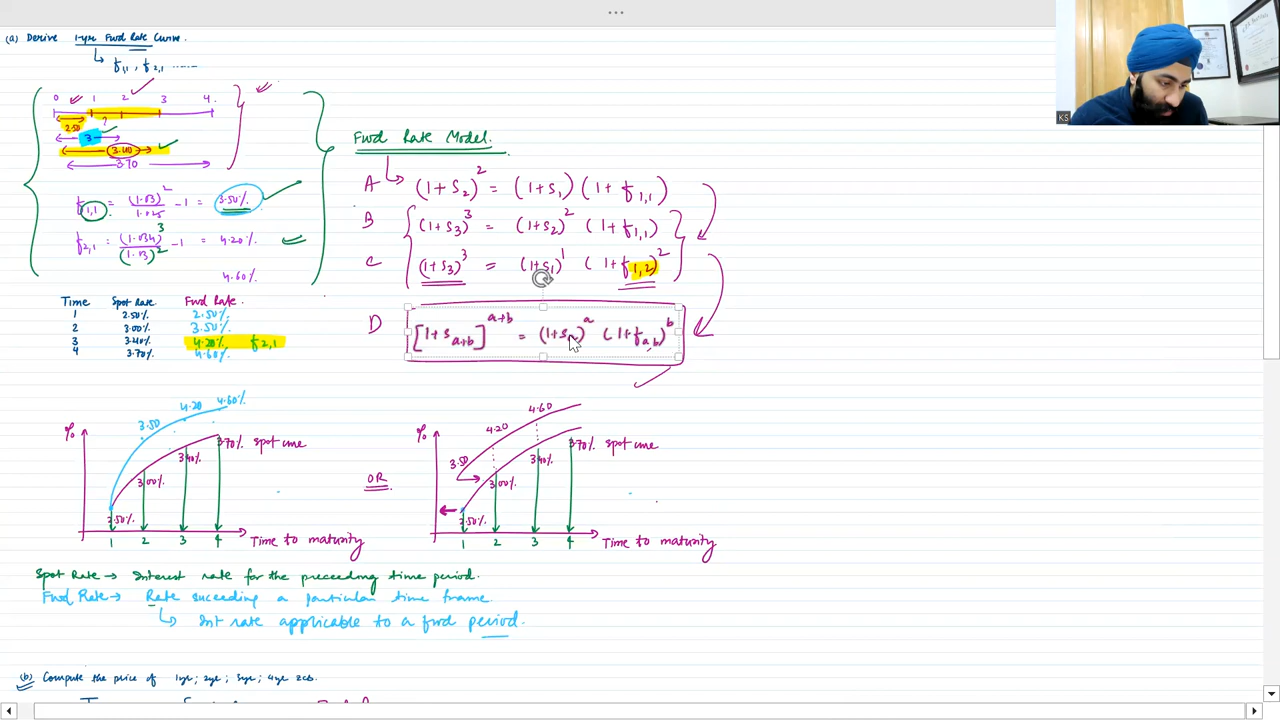 (a) Derive 1-yr Fwd Rate Curve.
f1,1, f2,1 ......
0 1 2 3 4.
2.50 ?
3
3.40
3.70
f1,1 = (1.03)^2 / 1.025 - 1 = 3.50%
f2,1 = (1.034)^3 / (1.03)^2 - 1 = 4.20%
4.60%
Time Spot Rate Fwd Rate
1 2.50% 2.50%
2 3.00% 3.50%
3 3.40% 4.20% f2,1
4 3.70% 4.60%
Fwd Rate Model.
A (1+S2)^2 = (1+S1) (1+f1,1)
B (1+S3)^3 = (1+S2)^2 (1+f1,1)
C (1+S3)^3 = (1+S1)^1 (1+f1,2)^2
D [1+S a+b]^a+b = (1+Sa)^a (1+f a,b)^b
% 3.50 4.20 4.60%
2.50% 3.00% 3.40% 3.70% Spot curve
1 2 3 4 Time to maturity
OR
% 3.50 4.20 4.60
2.50% 3.00% 3.40% 3.70% Spot curve
1 2 3 4 Time to maturity
Spot Rate → Interest rate for the preceeding time period.
Fwd Rate → Rate suceeding a particular time frame.
Int rate applicable to a fwd period.
(b) Compute the price of 1yr; 2yr; 3yr; 4yr zcb.
KS